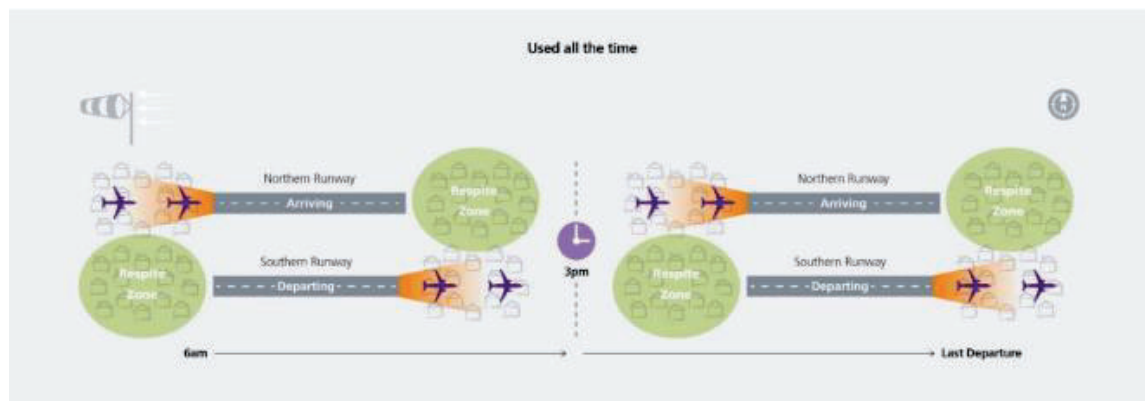 Used all the time
Northern Runway
Arriving
Respite
Zone
Respite
Zone
Southern Runway
Departing
3pm
Northern Runway
Arriving
Respite
Zone
Respite
Zone
Southern Runway
Departing
6am
Last Departure